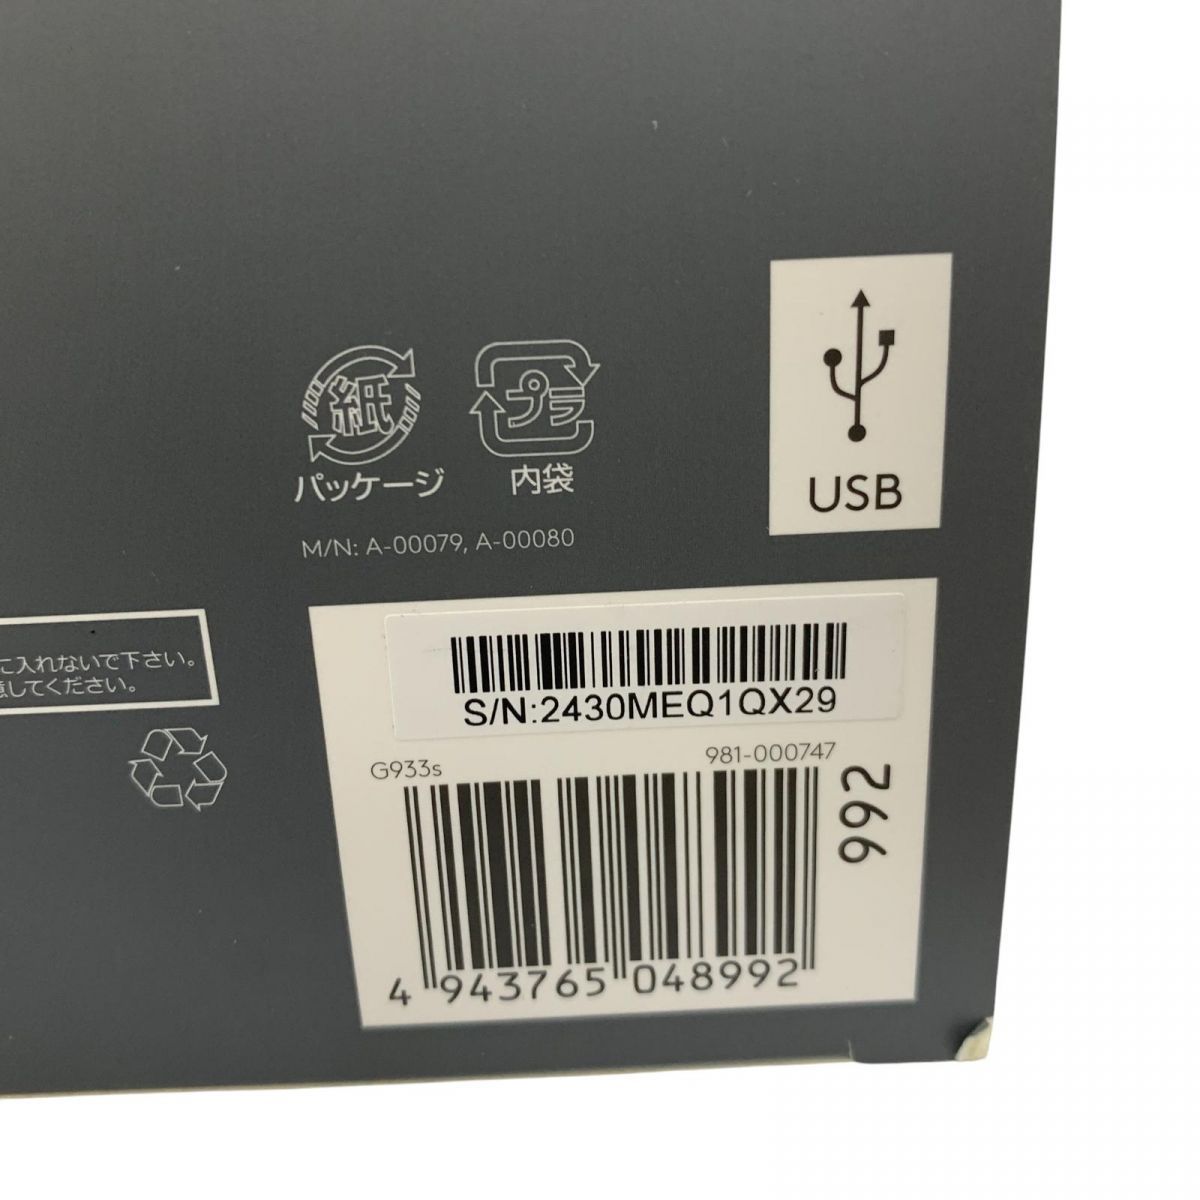 紙
パッケージ
プラ
内袋
M/N: A-00079, A-00080
USB
に入れないで下さい。
意してください。
S/N:2430MEQ1QX29
G933s
981-000747
992
4 943765 048992